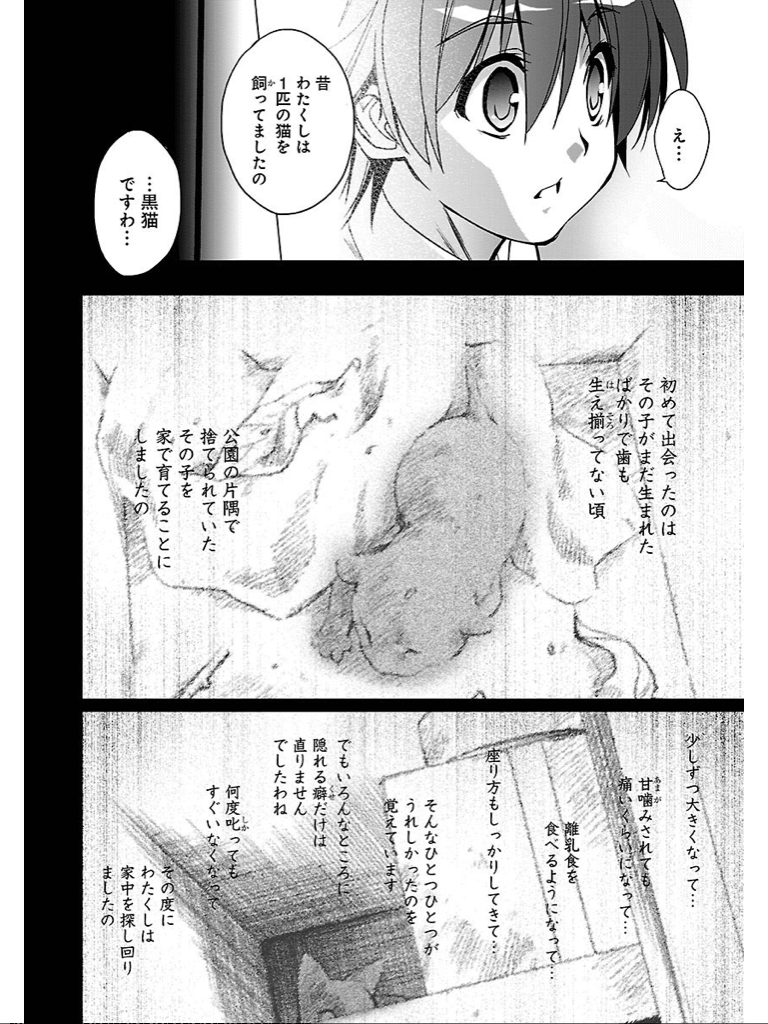 え…
昔
わたくしは
1匹の猫を
飼ってましたの
…黒猫
ですわ…
初めて出会ったのは
その子がまだ生まれた
ばかりで歯も
生え揃ってない頃
公園の片隅で
捨てられていた
その子を
家で育てることに
しましたの
少しずつ大きくなって…
甘噛みされても
痛いくらいになって…
離乳食を
食べるようになって…
座り方もしっかりしてきて…
そんなひとつひとつが
うれしかったのを
覚えています
でもいろんなところに
隠れる癖だけは
直りません
でしたわね
何度叱っても
すぐいなくなって
その度に
わたくしは
家中を探し回り
ましたの